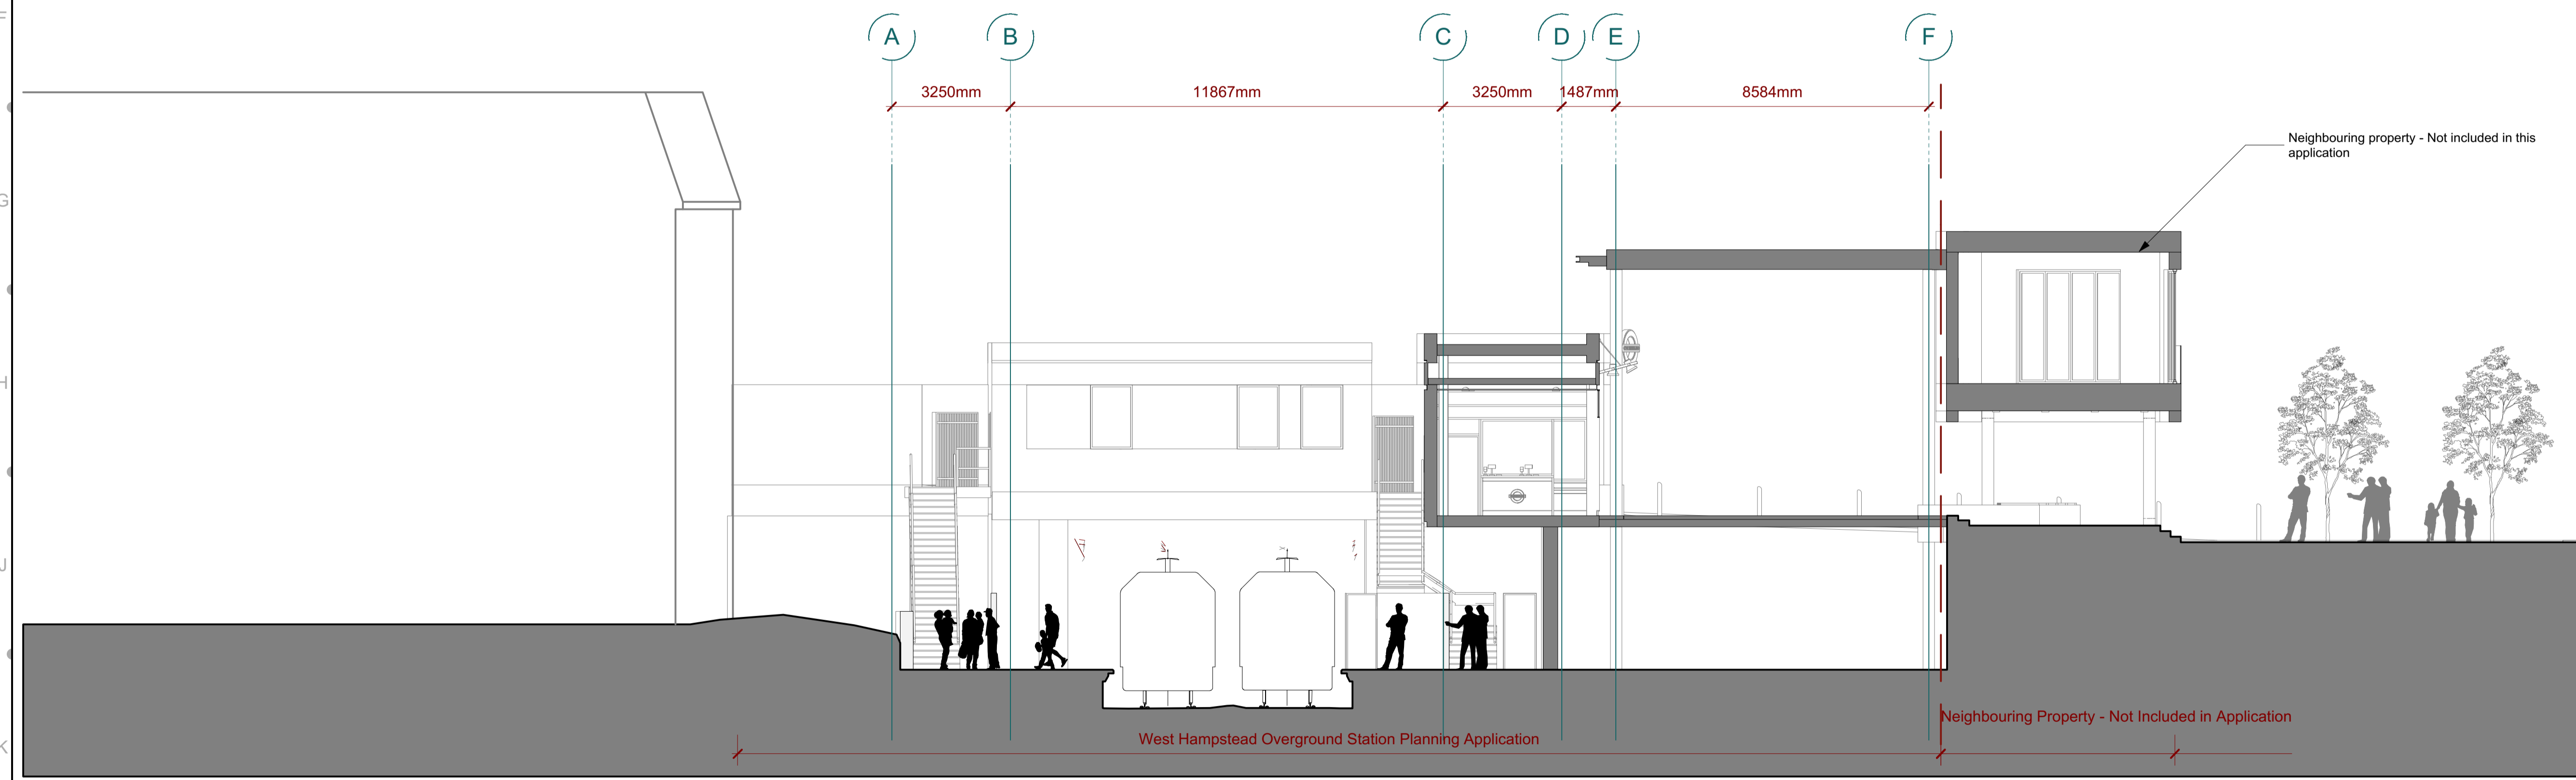 A B C D E F
3250mm 11867mm 3250mm 1487mm 8584mm
Neighbouring property - Not included in this
application
G
H
J
Neighbouring Property - Not Included in Application
West Hampstead Overground Station Planning Application
K